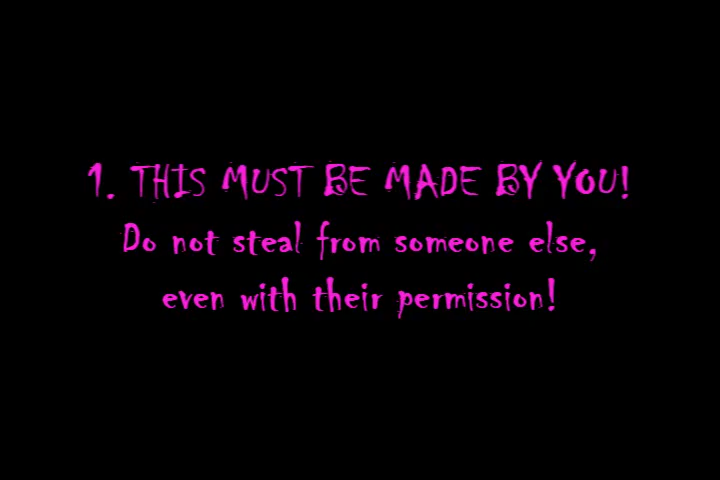 1. THIS MUST BE MADE BY YOU!
Do not steal from someone else,
even with their permission!